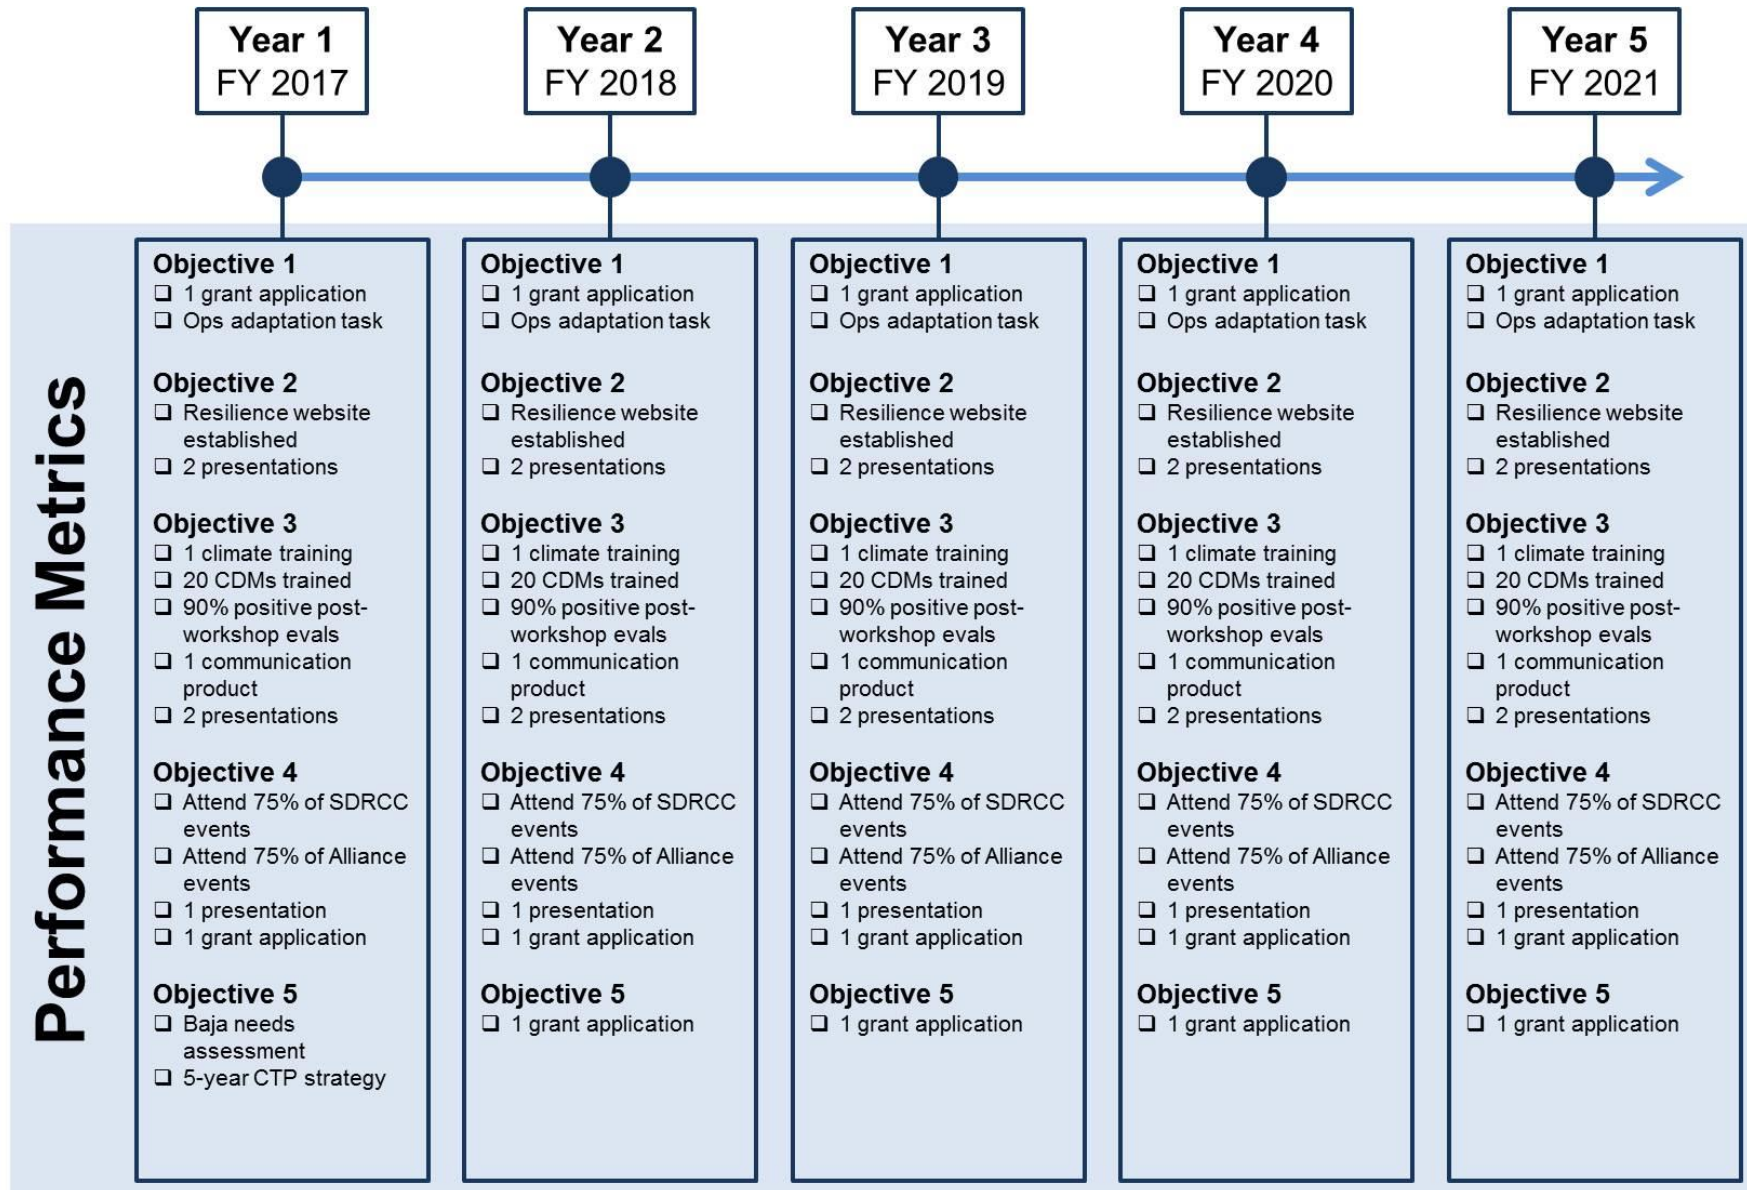 Year 1
FY 2017
Year 2
FY 2018
Year 3
FY 2019
Year 4
FY 2020
Year 5
FY 2021
Performance Metrics
Objective 1
❑ 1 grant application
❑ Ops adaptation task
Objective 2
❑ Resilience website
established
❑ 2 presentations
Objective 3
❑ 1 climate training
❑ 20 CDMs trained
❑ 90% positive post-
workshop evals
❑ 1 communication
product
❑ 2 presentations
Objective 4
❑ Attend 75% of SDRCC
events
❑ Attend 75% of Alliance
events
❑ 1 presentation
❑ 1 grant application
Objective 5
❑ Baja needs
assessment
❑ 5-year CTP strategy
Objective 1
❑ 1 grant application
❑ Ops adaptation task
Objective 2
❑ Resilience website
established
❑ 2 presentations
Objective 3
❑ 1 climate training
❑ 20 CDMs trained
❑ 90% positive post-
workshop evals
❑ 1 communication
product
❑ 2 presentations
Objective 4
❑ Attend 75% of SDRCC
events
❑ Attend 75% of Alliance
events
❑ 1 presentation
❑ 1 grant application
Objective 5
❑ 1 grant application
Objective 1
❑ 1 grant application
❑ Ops adaptation task
Objective 2
❑ Resilience website
established
❑ 2 presentations
Objective 3
❑ 1 climate training
❑ 20 CDMs trained
❑ 90% positive post-
workshop evals
❑ 1 communication
product
❑ 2 presentations
Objective 4
❑ Attend 75% of SDRCC
events
❑ Attend 75% of Alliance
events
❑ 1 presentation
❑ 1 grant application
Objective 5
❑ 1 grant application
Objective 1
❑ 1 grant application
❑ Ops adaptation task
Objective 2
❑ Resilience website
established
❑ 2 presentations
Objective 3
❑ 1 climate training
❑ 20 CDMs trained
❑ 90% positive post-
workshop evals
❑ 1 communication
product
❑ 2 presentations
Objective 4
❑ Attend 75% of SDRCC
events
❑ Attend 75% of Alliance
events
❑ 1 presentation
❑ 1 grant application
Objective 5
❑ 1 grant application
Objective 1
❑ 1 grant application
❑ Ops adaptation task
Objective 2
❑ Resilience website
established
❑ 2 presentations
Objective 3
❑ 1 climate training
❑ 20 CDMs trained
❑ 90% positive post-
workshop evals
❑ 1 communication
product
❑ 2 presentations
Objective 4
❑ Attend 75% of SDRCC
events
❑ Attend 75% of Alliance
events
❑ 1 presentation
❑ 1 grant application
Objective 5
❑ 1 grant application